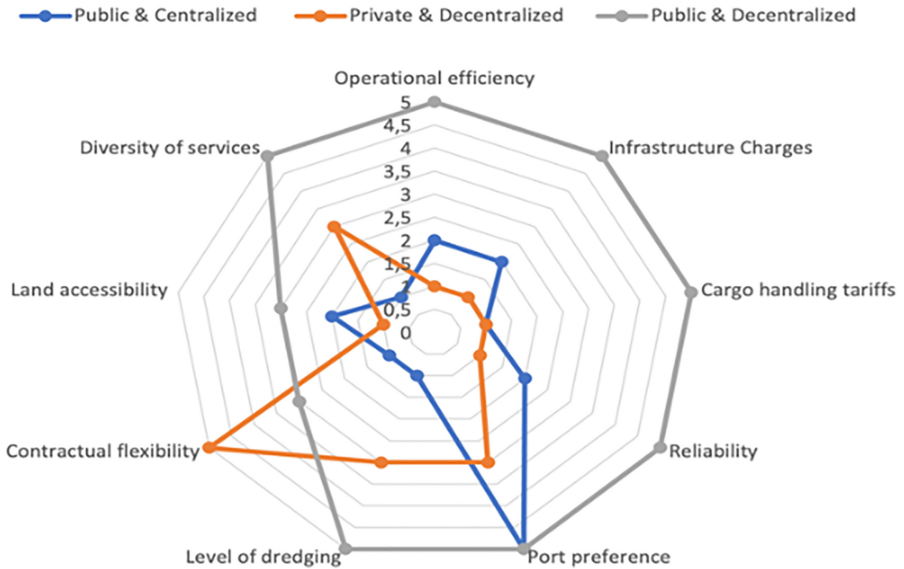 Public & Centralized Private & Decentralized Public & Decentralized
Operational efficiency
5
4,5
4
3,5
3
2,5
2
1,5
1
0,5
0
Infrastructure Charges
Cargo handling tariffs
Reliability
Port preference
Level of dredging
Contractual flexibility
Land accessibility
Diversity of services